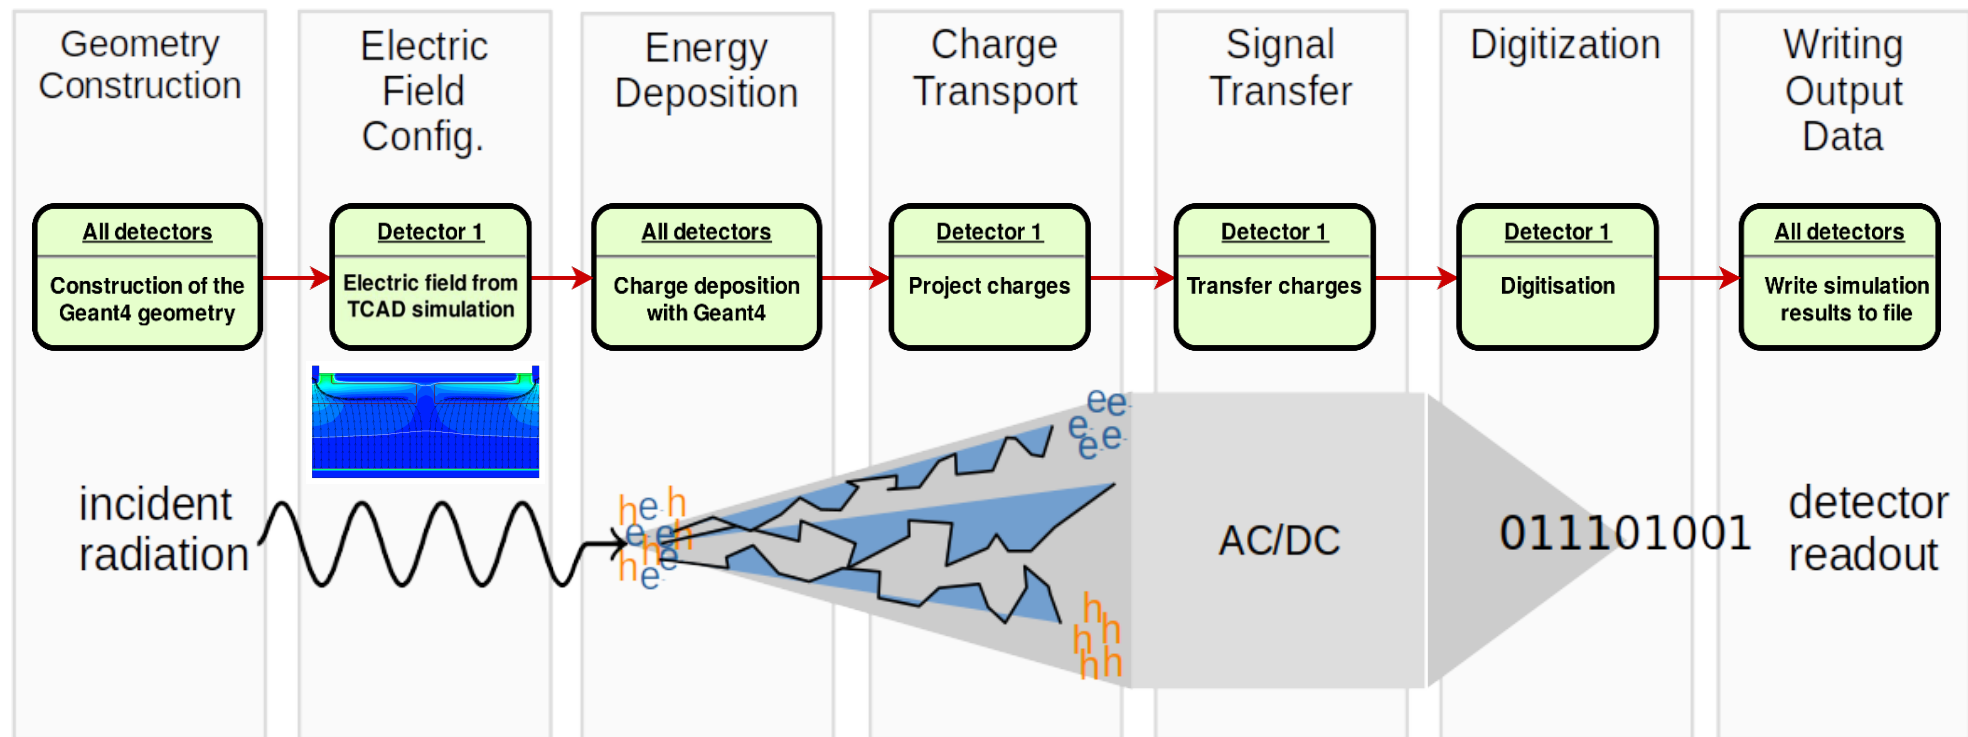 Geometry
Construction
Electric
Field
Config.
Energy
Deposition
Charge
Transport
Signal
Transfer
Digitization
Writing
Output
Data
All detectors
Construction of the
Geant4 geometry
Detector 1
Electric field from
TCAD simulation
All detectors
Charge deposition
with Geant4
Detector 1
Project charges
Detector 1
Transfer charges
Detector 1
Digitisation
All detectors
Write simulation
results to file
incident
radiation
h e- h
e- e- h
h e-
h e-
e- e-
e- e-
e-
h
h h
h h
AC/DC
011101001
detector
readout